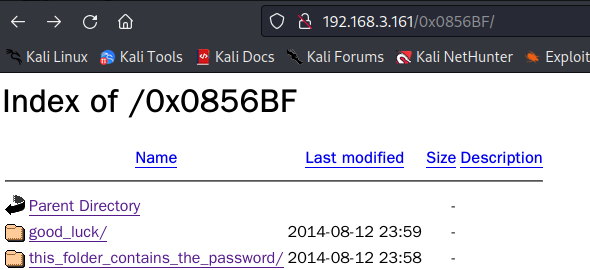 192.168.3.161/0x0856BF/
Kali Linux Kali Tools Kali Docs Kali Forums Kali NetHunter Exploit
Index of /0x0856BF
Name Last modified Size Description
Parent Directory -
good_luck/ 2014-08-12 23:59 -
this_folder_contains_the_password/ 2014-08-12 23:58 -